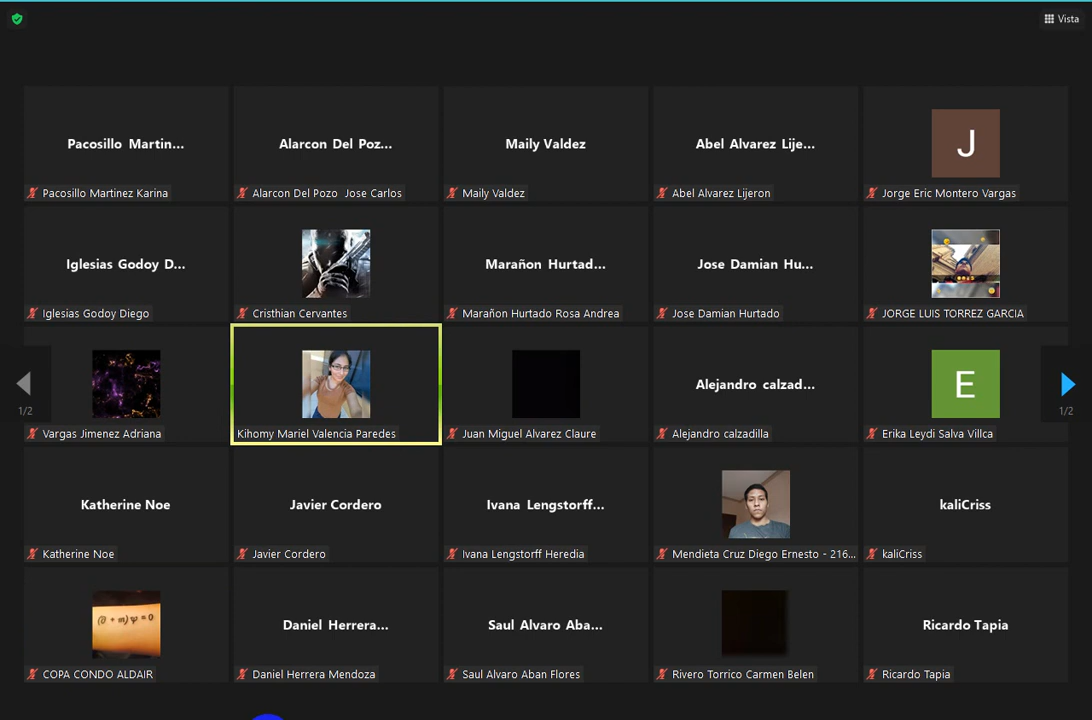 Vista
Pacosillo Martin...
Alarcon Del Poz...
Maily Valdez
Abel Alvarez Lije...
J
Pacosillo Martinez Karina
Alarcon Del Pozo Jose Carlos
Maily Valdez
Abel Alvarez Lijeron
Jorge Eric Montero Vargas
Iglesias Godoy D...
Marañon Hurtad...
Jose Damian Hu...
Iglesias Godoy Diego
Cristhian Cervantes
Marañon Hurtado Rosa Andrea
Jose Damian Hurtado
JORGE LUIS TORREZ GARCIA
Alejandro calzad...
E
1/2
1/2
Vargas Jimenez Adriana
Kihomy Mariel Valencia Paredes
Juan Miguel Alvarez Claure
Alejandro calzadilla
Erika Leydi Salva Villca
Katherine Noe
Javier Cordero
Ivana Lengstorff...
kaliCriss
Katherine Noe
Javier Cordero
Ivana Lengstorff Heredia
Mendieta Cruz Diego Ernesto - 216...
kaliCriss
(∂ + m) ψ = 0
Daniel Herrera...
Saul Alvaro Aba...
Ricardo Tapia
COPA CONDO ALDAIR
Daniel Herrera Mendoza
Saul Alvaro Aban Flores
Rivero Torrico Carmen Belen
Ricardo Tapia